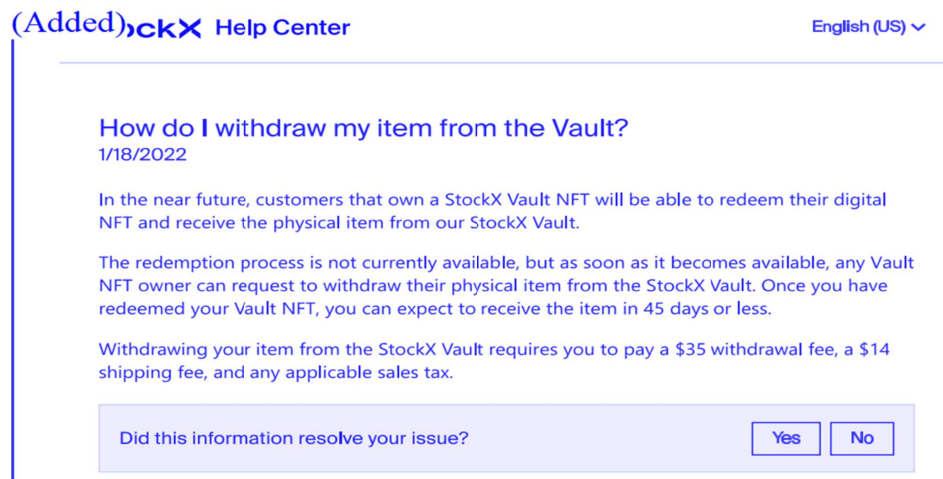 (Added) ockX Help Center
English (US)
How do I withdraw my item from the Vault?
1/18/2022
In the near future, customers that own a StockX Vault NFT will be able to redeem their digital
NFT and receive the physical item from our StockX Vault.
The redemption process is not currently available, but as soon as it becomes available, any Vault
NFT owner can request to withdraw their physical item from the StockX Vault. Once you have
redeemed your Vault NFT, you can expect to receive the item in 45 days or less.
Withdrawing your item from the StockX Vault requires you to pay a $35 withdrawal fee, a $14
shipping fee, and any applicable sales tax.
Did this information resolve your issue?
Yes
No